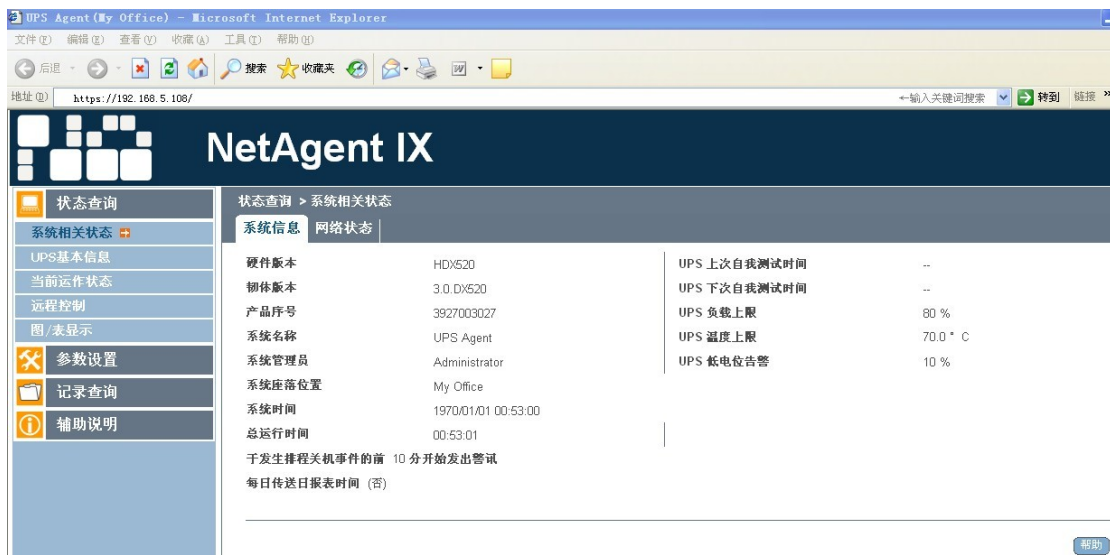 UPS Agent(My Office) - Microsoft Internet Explorer
文件(F) 编辑(E) 查看(V) 收藏(A) 工具(T) 帮助(H)
后退 搜索 收藏夹
地址(D) https://192.168.5.108/ ←输入关键词搜索 转到 链接 »
NetAgent IX
状态查询
系统相关状态
UPS基本信息
当前运作状态
远程控制
图/表显示
参数设置
记录查询
辅助说明
状态查询 > 系统相关状态
系统信息 网络状态
硬件版本 HDX520
韧体版本 3.0.DX520
产品序号 3927003027
系统名称 UPS Agent
系统管理员 Administrator
系统座落位置 My Office
系统时间 1970/01/01 00:53:00
总运行时间 00:53:01
于发生排程关机事件的前 10 分开始发出警讯
每日传送日报表时间 (否)
UPS 上次自我测试时间 --
UPS 下次自我测试时间 --
UPS 负载上限 80 %
UPS 温度上限 70.0 ° C
UPS 低电位告警 10 %
帮助